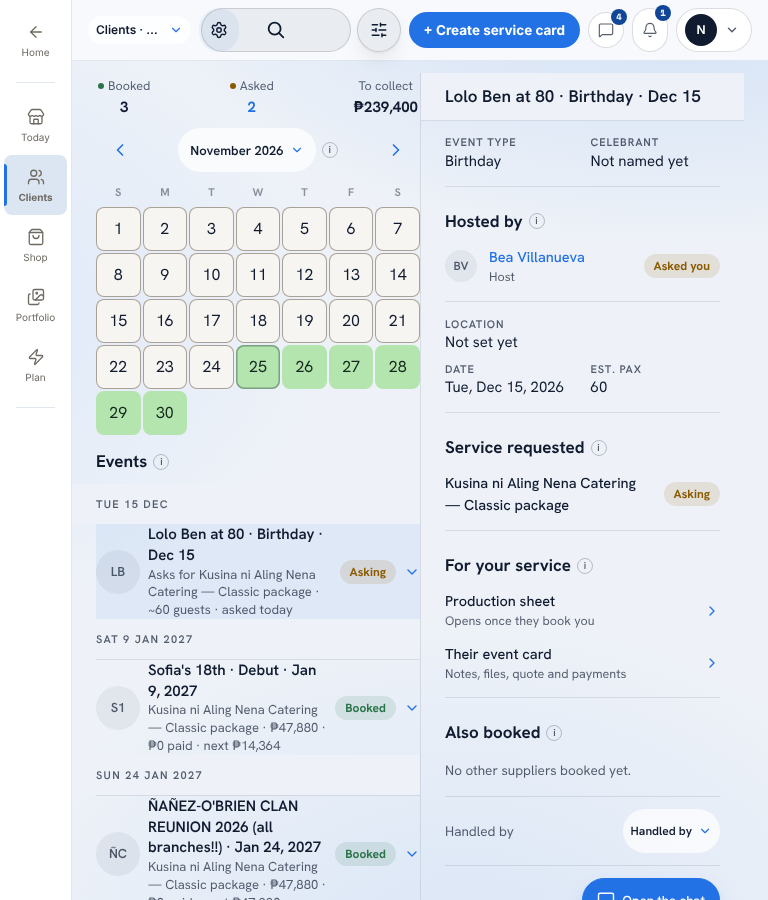 Home
Today
Clients
Shop
Portfolio
Plan
Clients · ...
+ Create service card
4
1
N
Booked
3
Asked
2
To collect
₱239,400
November 2026
i
S M T W T F S
1 2 3 4 5 6 7
8 9 10 11 12 13 14
15 16 17 18 19 20 21
22 23 24 25 26 27 28
29 30
Events i
TUE 15 DEC
LB
Lolo Ben at 80 · Birthday ·
Dec 15
Asks for Kusina ni Aling Nena
Catering — Classic package ·
~60 guests · asked today
Asking
SAT 9 JAN 2027
S1
Sofia's 18th · Debut · Jan
9, 2027
Kusina ni Aling Nena Catering
— Classic package · ₱47,880 ·
₱0 paid · next ₱14,364
Booked
SUN 24 JAN 2027
ÑC
ÑAÑEZ-O'BRIEN CLAN
REUNION 2026 (all
branches!!) · Jan 24, 2027
Kusina ni Aling Nena Catering
— Classic package · ₱47,880 ·
Booked
Lolo Ben at 80 · Birthday · Dec 15
EVENT TYPE
Birthday
CELEBRANT
Not named yet
Hosted by i
BV
Bea Villanueva
Host
Asked you
LOCATION
Not set yet
DATE
Tue, Dec 15, 2026
EST. PAX
60
Service requested i
Kusina ni Aling Nena Catering
— Classic package
Asking
For your service i
Production sheet
Opens once they book you
Their event card
Notes, files, quote and payments
Also booked i
No other suppliers booked yet.
Handled by
Handled by
Open the chat